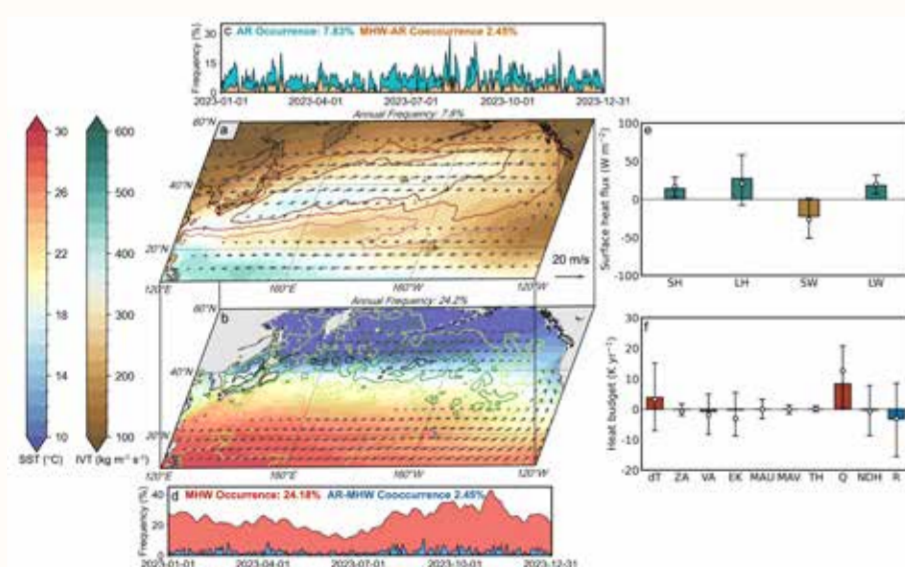 c AR Occurrence: 7.83% MHW-AR Cooccurrence 2.45%
Frequency (%)
30
15
0
2023-01-01 2023-04-01 2023-07-01 2023-10-01 2023-12-31
Annual Frequency: 7.8%
a
60°N
40°N
20°N
120°E 160°E 160°W 120°W
20 m/s
30
26
22
18
14
10
SST (°C)
600
500
400
300
200
100
IVT (kg m⁻¹ s⁻¹)
Annual Frequency: 24.2%
b
60°N
40°N
20°N
120°E 160°E 160°W 120°W
d MHW Occurrence: 24.18% AR-MHW Cooccurrence 2.45%
Frequency (%)
40
20
0
2023-01-01 2023-04-01 2023-07-01 2023-10-01 2023-12-31
e
Surface heat flux (W m⁻²)
100
50
0
-50
-100
SH LH SW LW
f
Heat budget (K yr⁻¹)
30
20
10
0
-10
-20
dT ZA VA EK MAU MAV TH Q NDH R